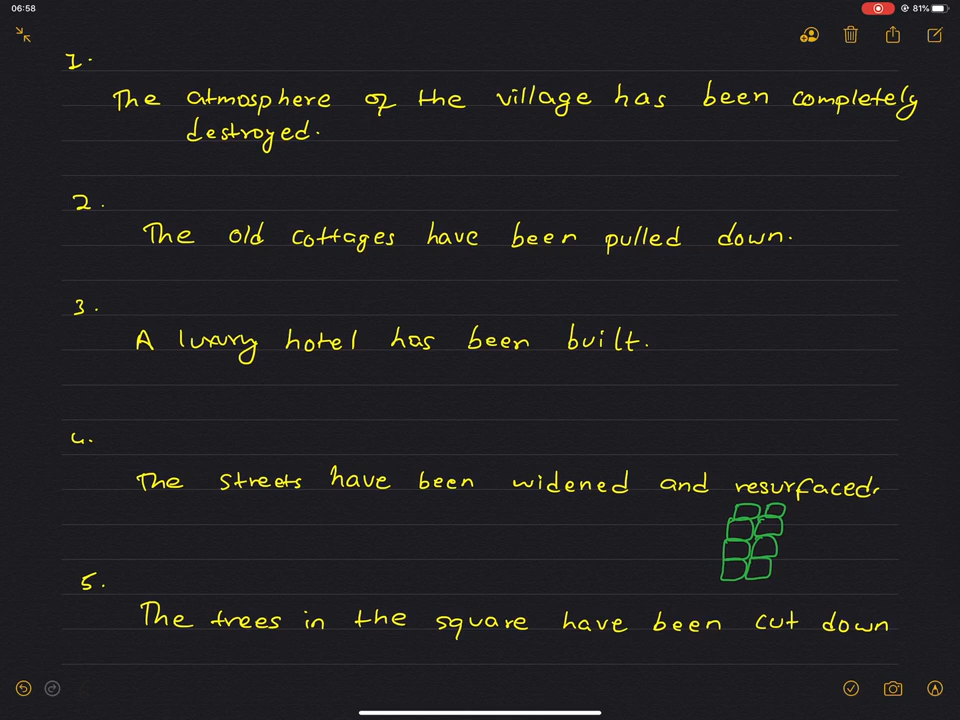 06:58
81%
1.
The atmosphere of the village has been completely
destroyed.
2.
The old cottages have been pulled down.
3.
A luxury hotel has been built.
4.
The streets have been widened and resurfaced.
5.
The trees in the square have been cut down